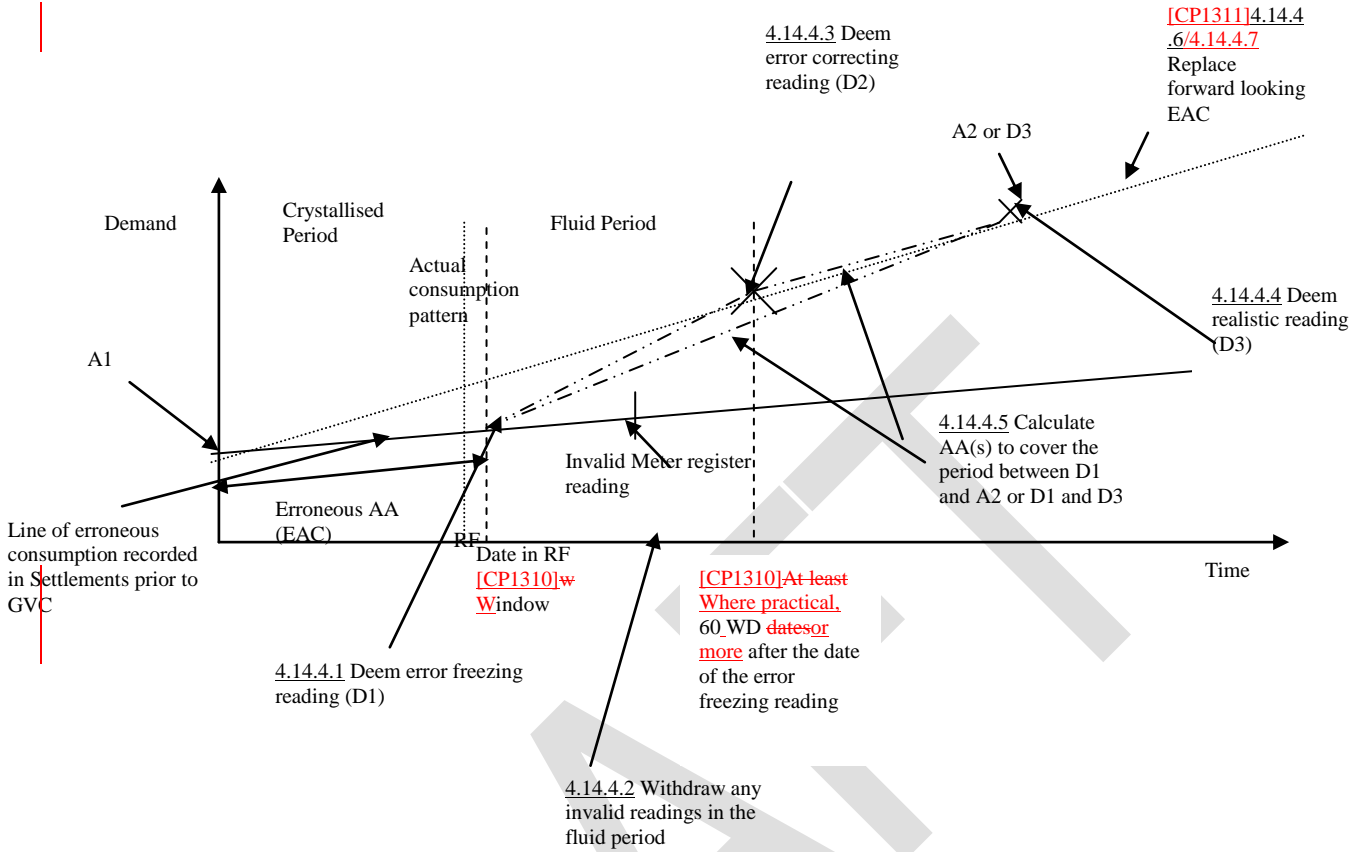 [CP1311]4.14.4
.6/4.14.4.7
Replace
forward looking
EAC
4.14.4.3 Deem
error correcting
reading (D2)
A2 or D3
Demand
Crystallised
Period
Fluid Period
Actual
consumption
pattern
4.14.4.4 Deem
realistic reading
(D3)
A1
4.14.4.5 Calculate
AA(s) to cover the
period between D1
and A2 or D1 and D3
Invalid Meter register
reading
Erroneous AA
(EAC)
Line of erroneous
consumption recorded
in Settlements prior to
GVC
RF
Date in RF
[CP1310]w
Window
Time
[CP1310]At least
Where practical,
60 WD datesor
more after the date
of the error
freezing reading
4.14.4.1 Deem error freezing
reading (D1)
4.14.4.2 Withdraw any
invalid readings in the
fluid period